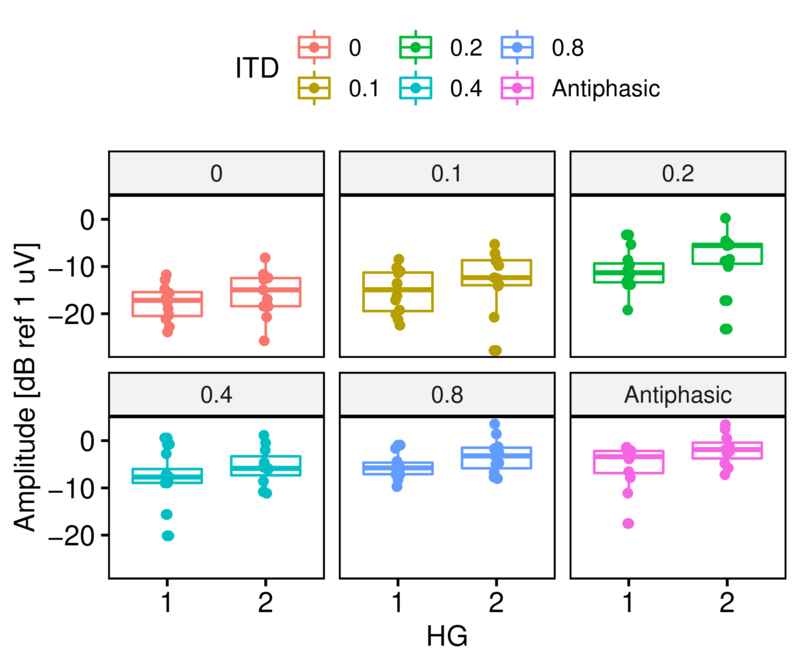 ITD
0 0.2 0.8
0.1 0.4 Antiphasic
0 0.1 0.2
0
−10
−20
0.4 0.8 Antiphasic
0
−10
−20
Amplitude [dB ref 1 uV]
1 2 1 2 1 2
HG